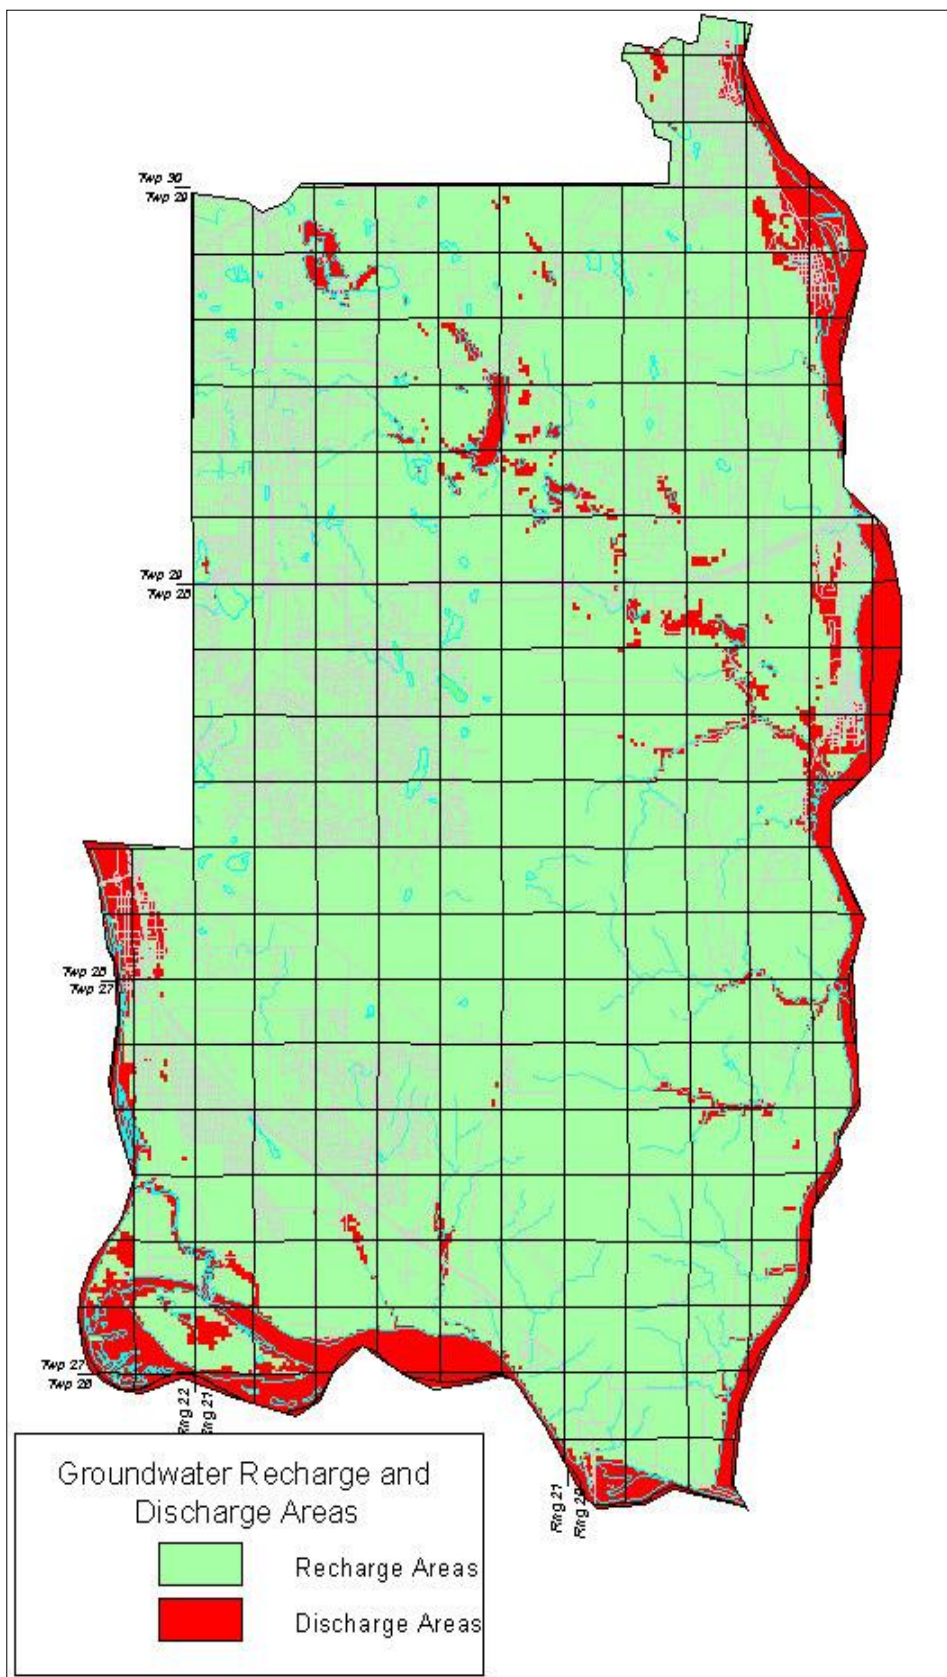 Twp 30
Twp 29
Twp 29
Twp 28
Twp 28
Twp 27
Twp 27
Twp 26
Rng 22
Rng 21
Rng 21
Rng 20
Groundwater Recharge and
Discharge Areas
Recharge Areas
Discharge Areas